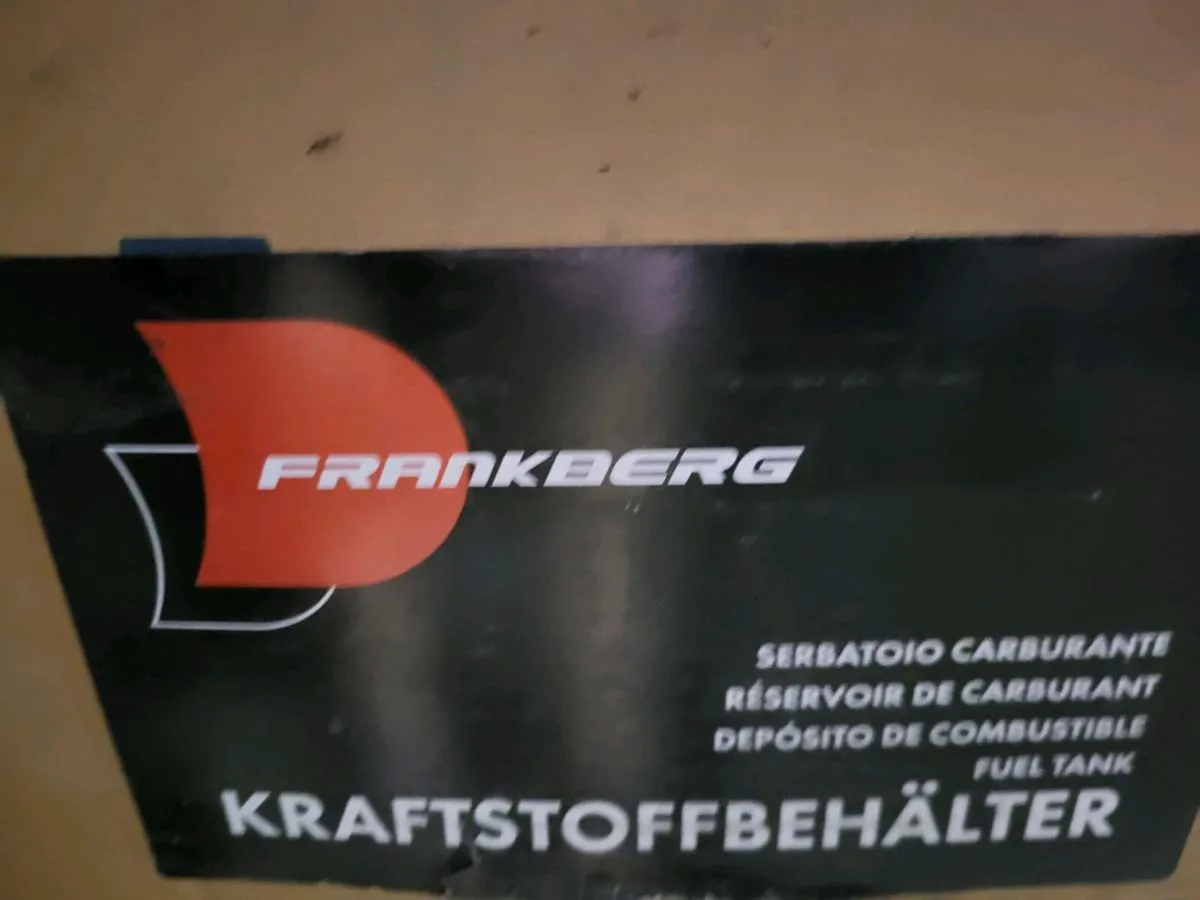 FRANKBERG
SERBATOIO CARBURANTE
RÉSERVOIR DE CARBURANT
DEPÓSITO DE COMBUSTIBLE
FUEL TANK
KRAFTSTOFFBEHÄLTER